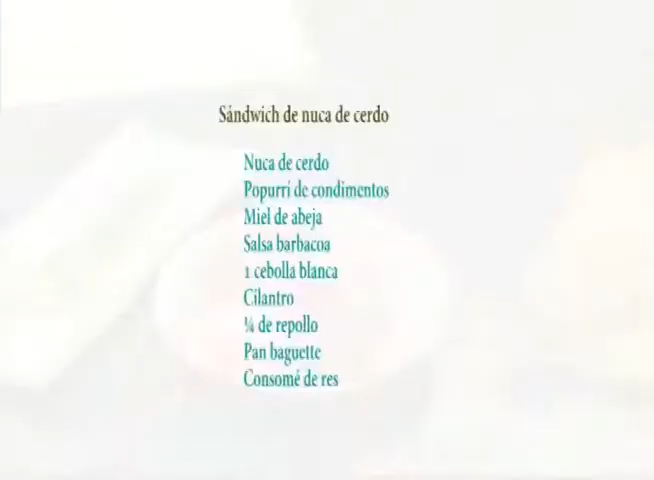 Sándwich de nuca de cerdo
Nuca de cerdo
Popurrí de condimentos
Miel de abeja
Salsa barbacoa
1 cebolla blanca
Cilantro
¼ de repollo
Pan baguette
Consomé de res